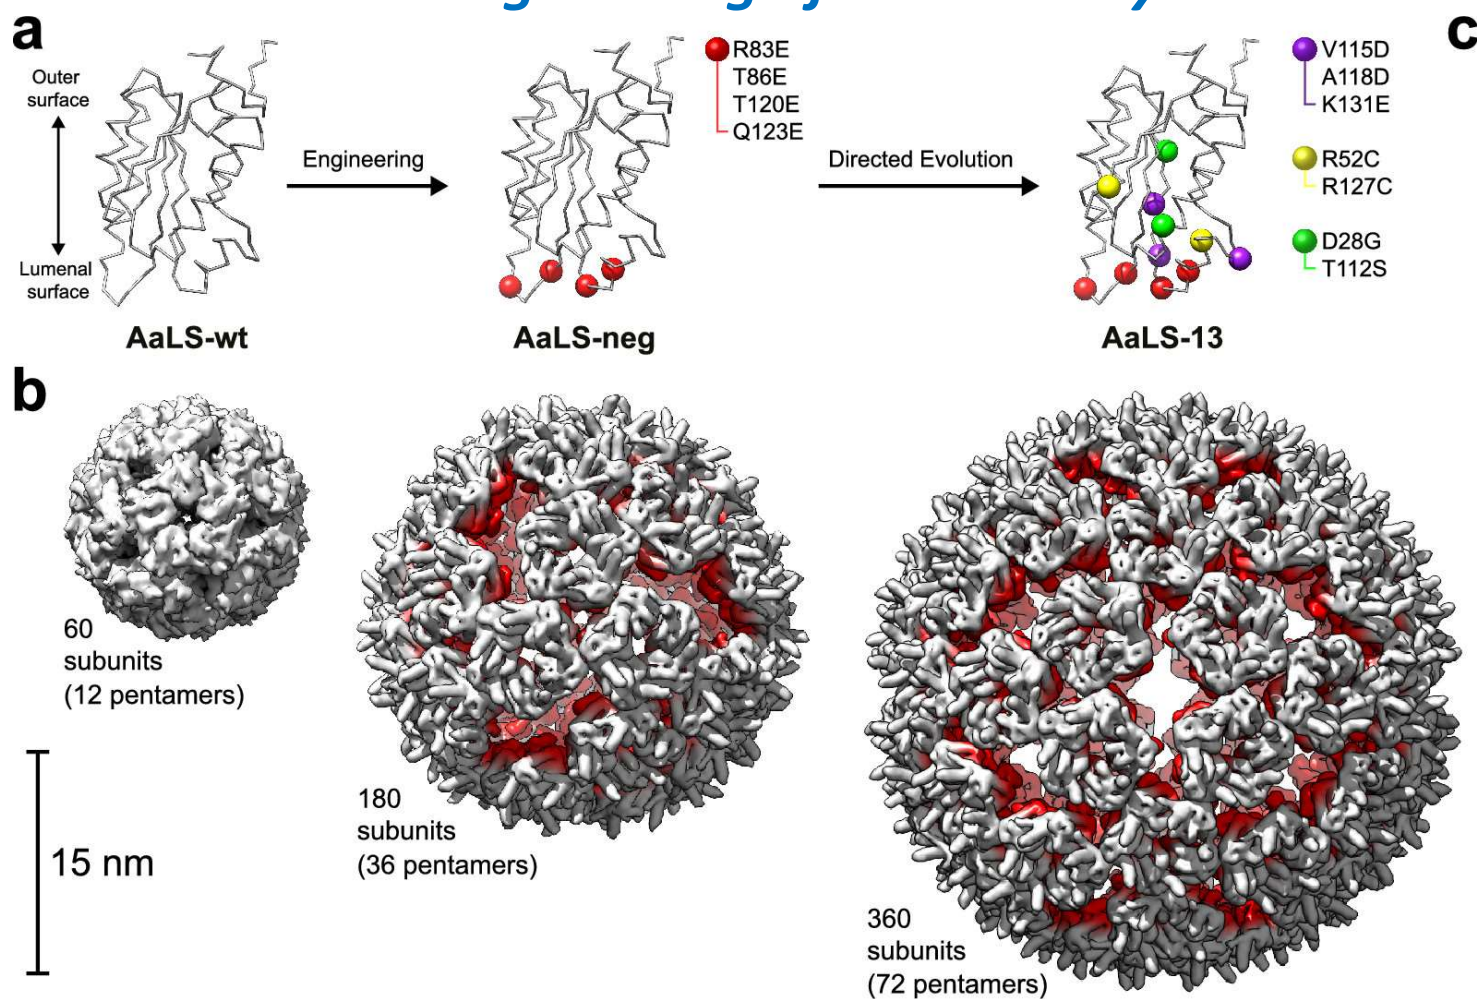 a
c
Outer
surface
Lumenal
surface
Engineering
R83E
T86E
T120E
Q123E
Directed Evolution
V115D
A118D
K131E
R52C
R127C
D28G
T112S
AaLS-wt
AaLS-neg
AaLS-13
b
60
subunits
(12 pentamers)
180
subunits
(36 pentamers)
360
subunits
(72 pentamers)
15 nm